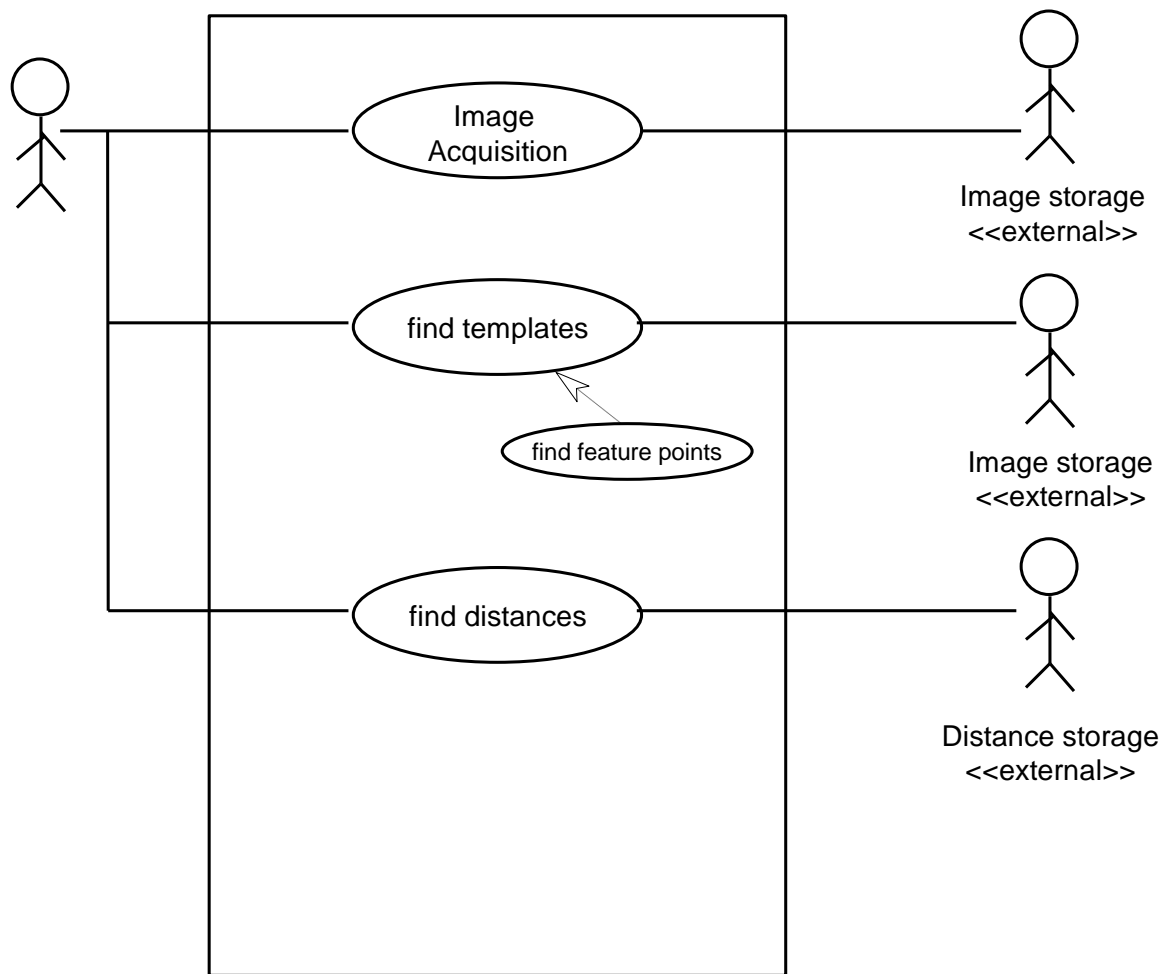 Image
Acquisition
Image storage
<<external>>
find templates
find feature points
Image storage
<<external>>
find distances
Distance storage
<<external>>